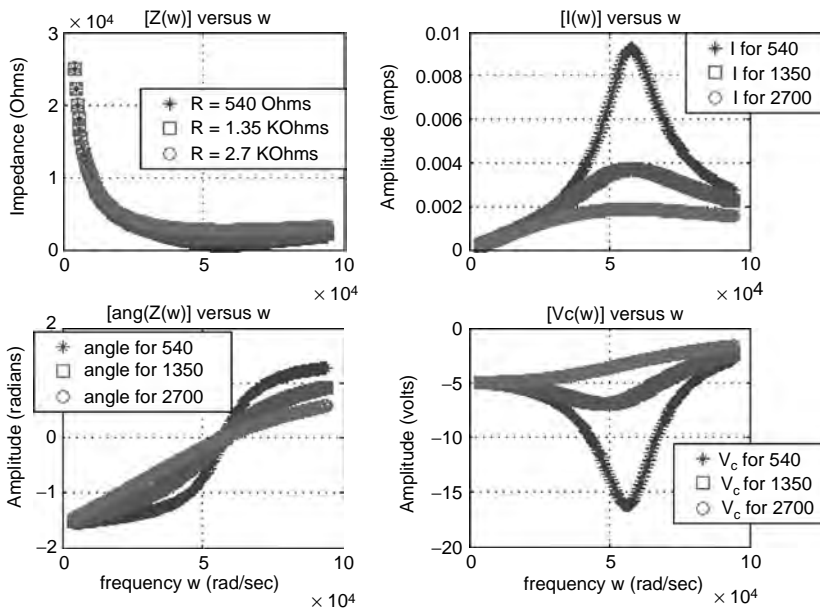 × 10⁴
[Z(w)] versus w
3
2
1
0
Impedance (Ohms)
R = 540 Ohms
R = 1.35 KOhms
R = 2.7 KOhms
0
5
10
× 10⁴
[I(w)] versus w
0.01
0.008
0.006
0.004
0.002
0
Amplitude (amps)
I for 540
I for 1350
I for 2700
0
5
10
× 10⁴
[ang(Z(w)] versus w
2
1
0
−1
−2
Amplitude (radians)
angle for 540
angle for 1350
angle for 2700
0
5
10
frequency w (rad/sec)
× 10⁴
[Vc(w)] versus w
0
−5
−10
−15
−20
Amplitude (volts)
Vc for 540
Vc for 1350
Vc for 2700
0
5
10
frequency w (rad/sec)
× 10⁴